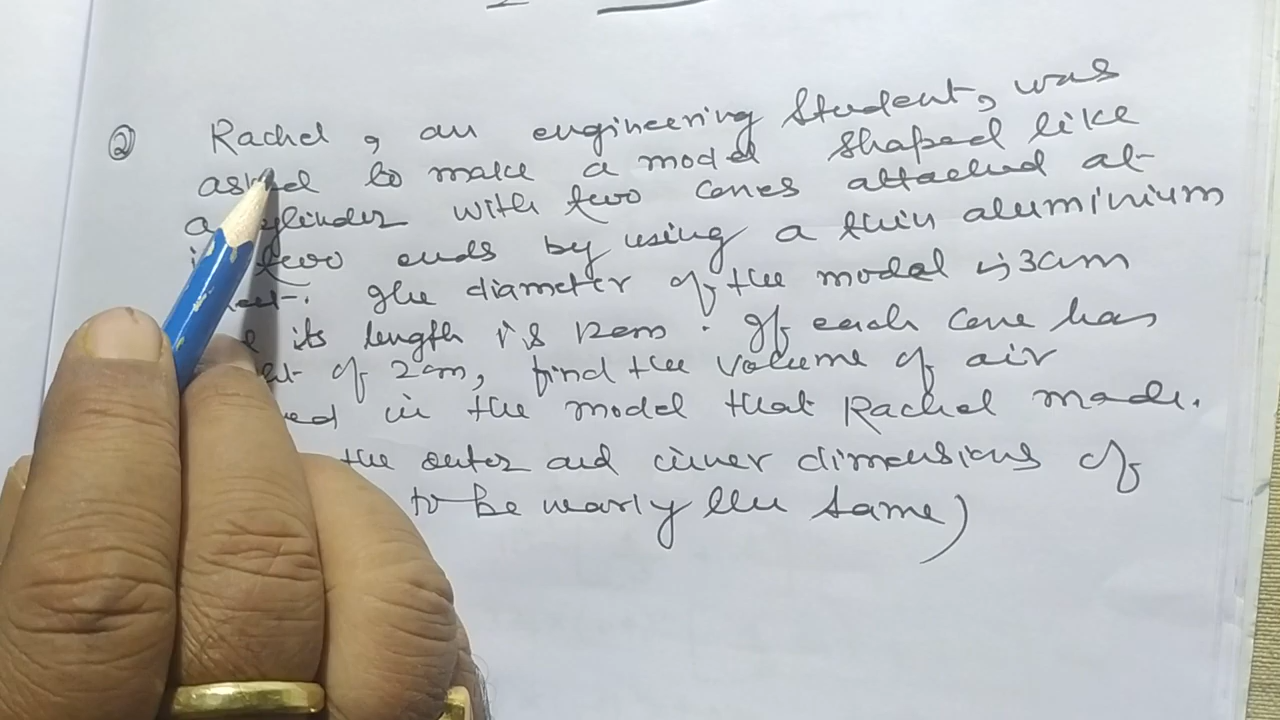 ② Rachel, an engineering student, was
asked to make a model shaped like
a cylinder with two cones attached at
two ends by using a thin aluminium
The diameter of the modal is 3cm
its length is 12cm. If each cone has
of 2cm, find the volume of air
in the model that Rachel made.
the outer and inner dimensions of
to be nearly the same)